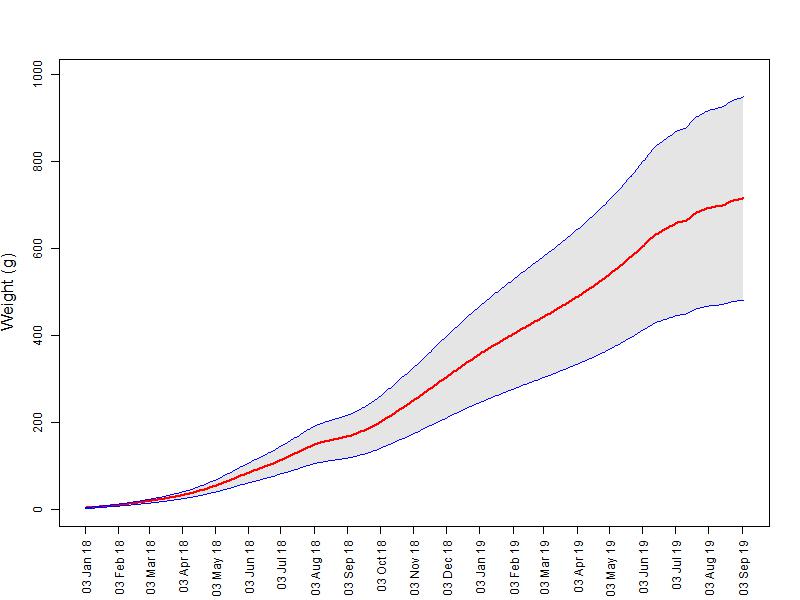 Weight (g)
1000
800
600
400
200
0
03 Jan 18
03 Feb 18
03 Mar 18
03 Apr 18
03 May 18
03 Jun 18
03 Jul 18
03 Aug 18
03 Sep 18
03 Oct 18
03 Nov 18
03 Dec 18
03 Jan 19
03 Feb 19
03 Mar 19
03 Apr 19
03 May 19
03 Jun 19
03 Jul 19
03 Aug 19
03 Sep 19